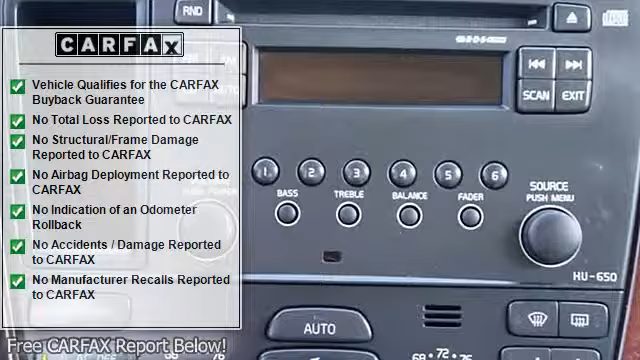 RND
CARFAX
Vehicle Qualifies for the CARFAX
Buyback Guarantee
No Total Loss Reported to CARFAX
No Structural/Frame Damage
Reported to CARFAX
No Airbag Deployment Reported to
CARFAX
No Indication of an Odometer
Rollback
No Accidents / Damage Reported
to CARFAX
No Manufacturer Recalls Reported
to CARFAX
Free CARFAX Report Below!
SCAN
EXIT
1
2
3
4
5
6
BASS
TREBLE
BALANCE
FADER
SOURCE
PUSH MENU
HU-650
AUTO
68
72
76